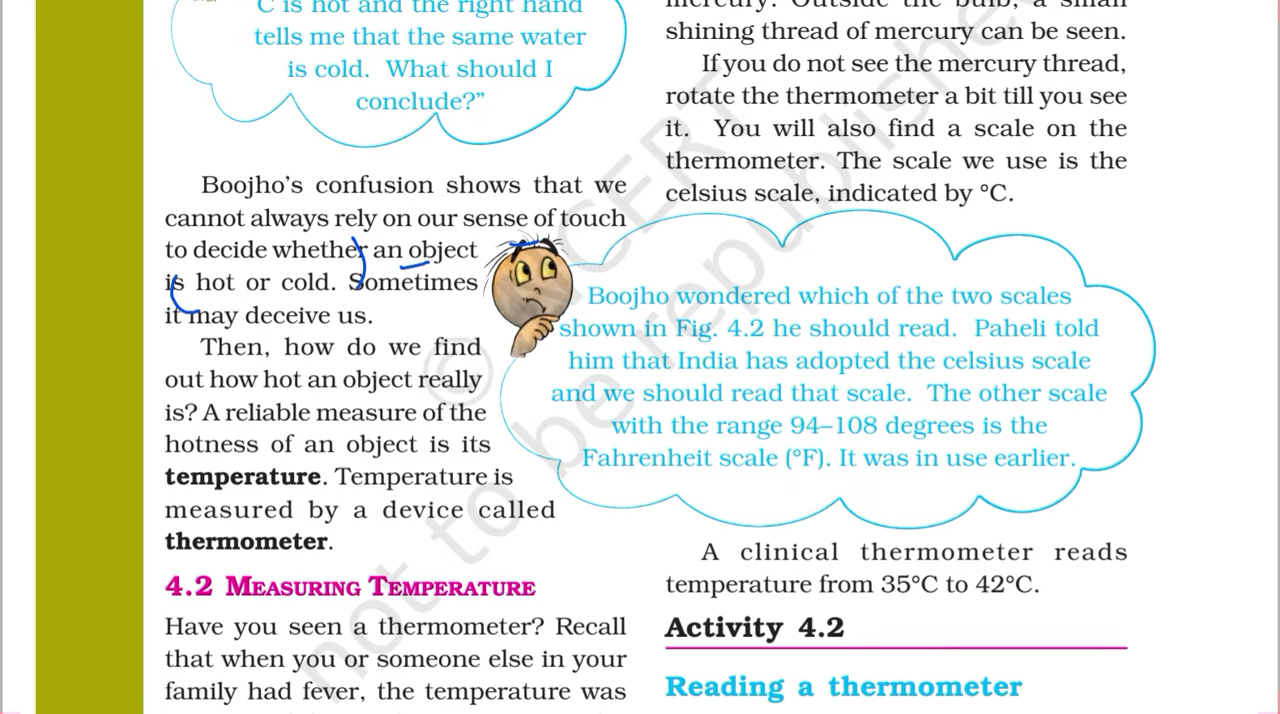 C is hot and the right hand
tells me that the same water
is cold. What should I
conclude?”
Boojho’s confusion shows that we
cannot always rely on our sense of touch
to decide whether an object
is hot or cold. Sometimes
it may deceive us.
Then, how do we find
out how hot an object really
is? A reliable measure of the
hotness of an object is its
temperature. Temperature is
measured by a device called
thermometer.
4.2 MEASURING TEMPERATURE
Have you seen a thermometer? Recall
that when you or someone else in your
family had fever, the temperature was
mercury. Outside the bulb, a small
shining thread of mercury can be seen.
If you do not see the mercury thread,
rotate the thermometer a bit till you see
it. You will also find a scale on the
thermometer. The scale we use is the
celsius scale, indicated by °C.
Boojho wondered which of the two scales
shown in Fig. 4.2 he should read. Paheli told
him that India has adopted the celsius scale
and we should read that scale. The other scale
with the range 94–108 degrees is the
Fahrenheit scale (°F). It was in use earlier.
A clinical thermometer reads
temperature from 35°C to 42°C.
Activity 4.2
Reading a thermometer
© NCERT
not to be republished